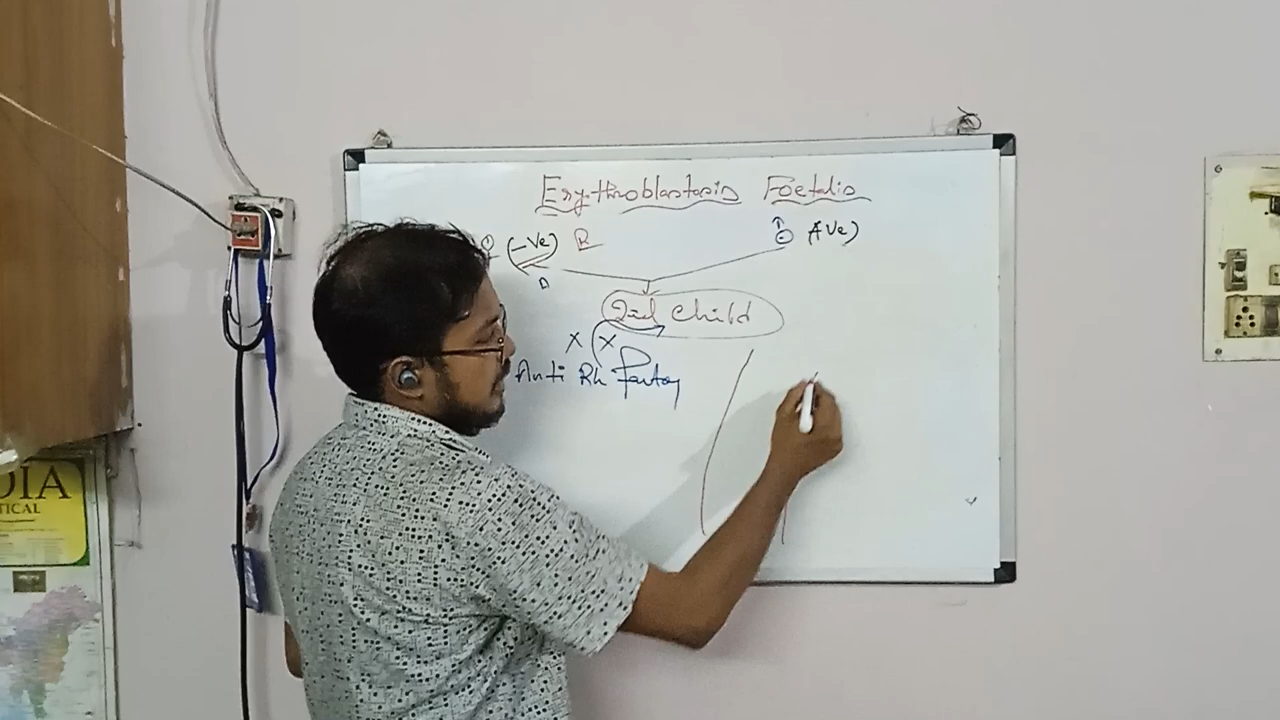 Erythroblastosis Foetalis
♀ (-Ve) R ♂ (+Ve)
2nd child
x x
Anti Rh Factor
DIA
TICAL